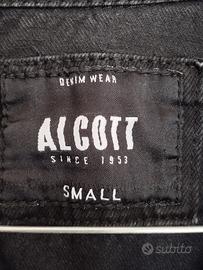 DENIM WEAR
ALCOTT
SINCE 1953
SMALL
subito